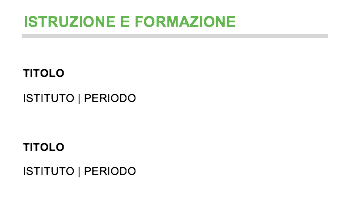 ISTRUZIONE E FORMAZIONE
TITOLO
ISTITUTO | PERIODO
TITOLO
ISTITUTO | PERIODO